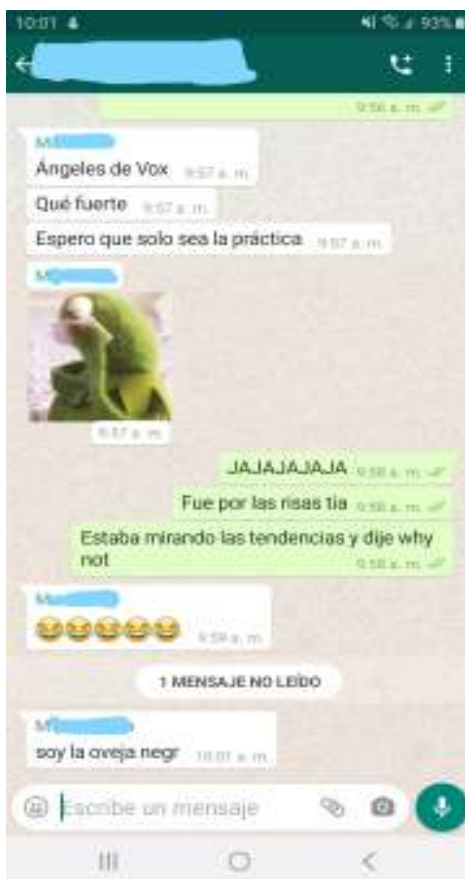 10:01
93%
9:56 a. m.
Ángeles de Vox 9:57 a. m.
Qué fuerte 9:57 a. m.
Espero que solo sea la práctica 9:57 a. m.
9:57 a. m.
JAJAJAJAJA 9:58 a. m.
Fue por las risas tía 9:58 a. m.
Estaba mirando las tendencias y dije why
not 9:58 a. m.
9:59 a. m.
1 MENSAJE NO LEÍDO
soy la oveja negr 10:01 a. m.
Escribe un mensaje